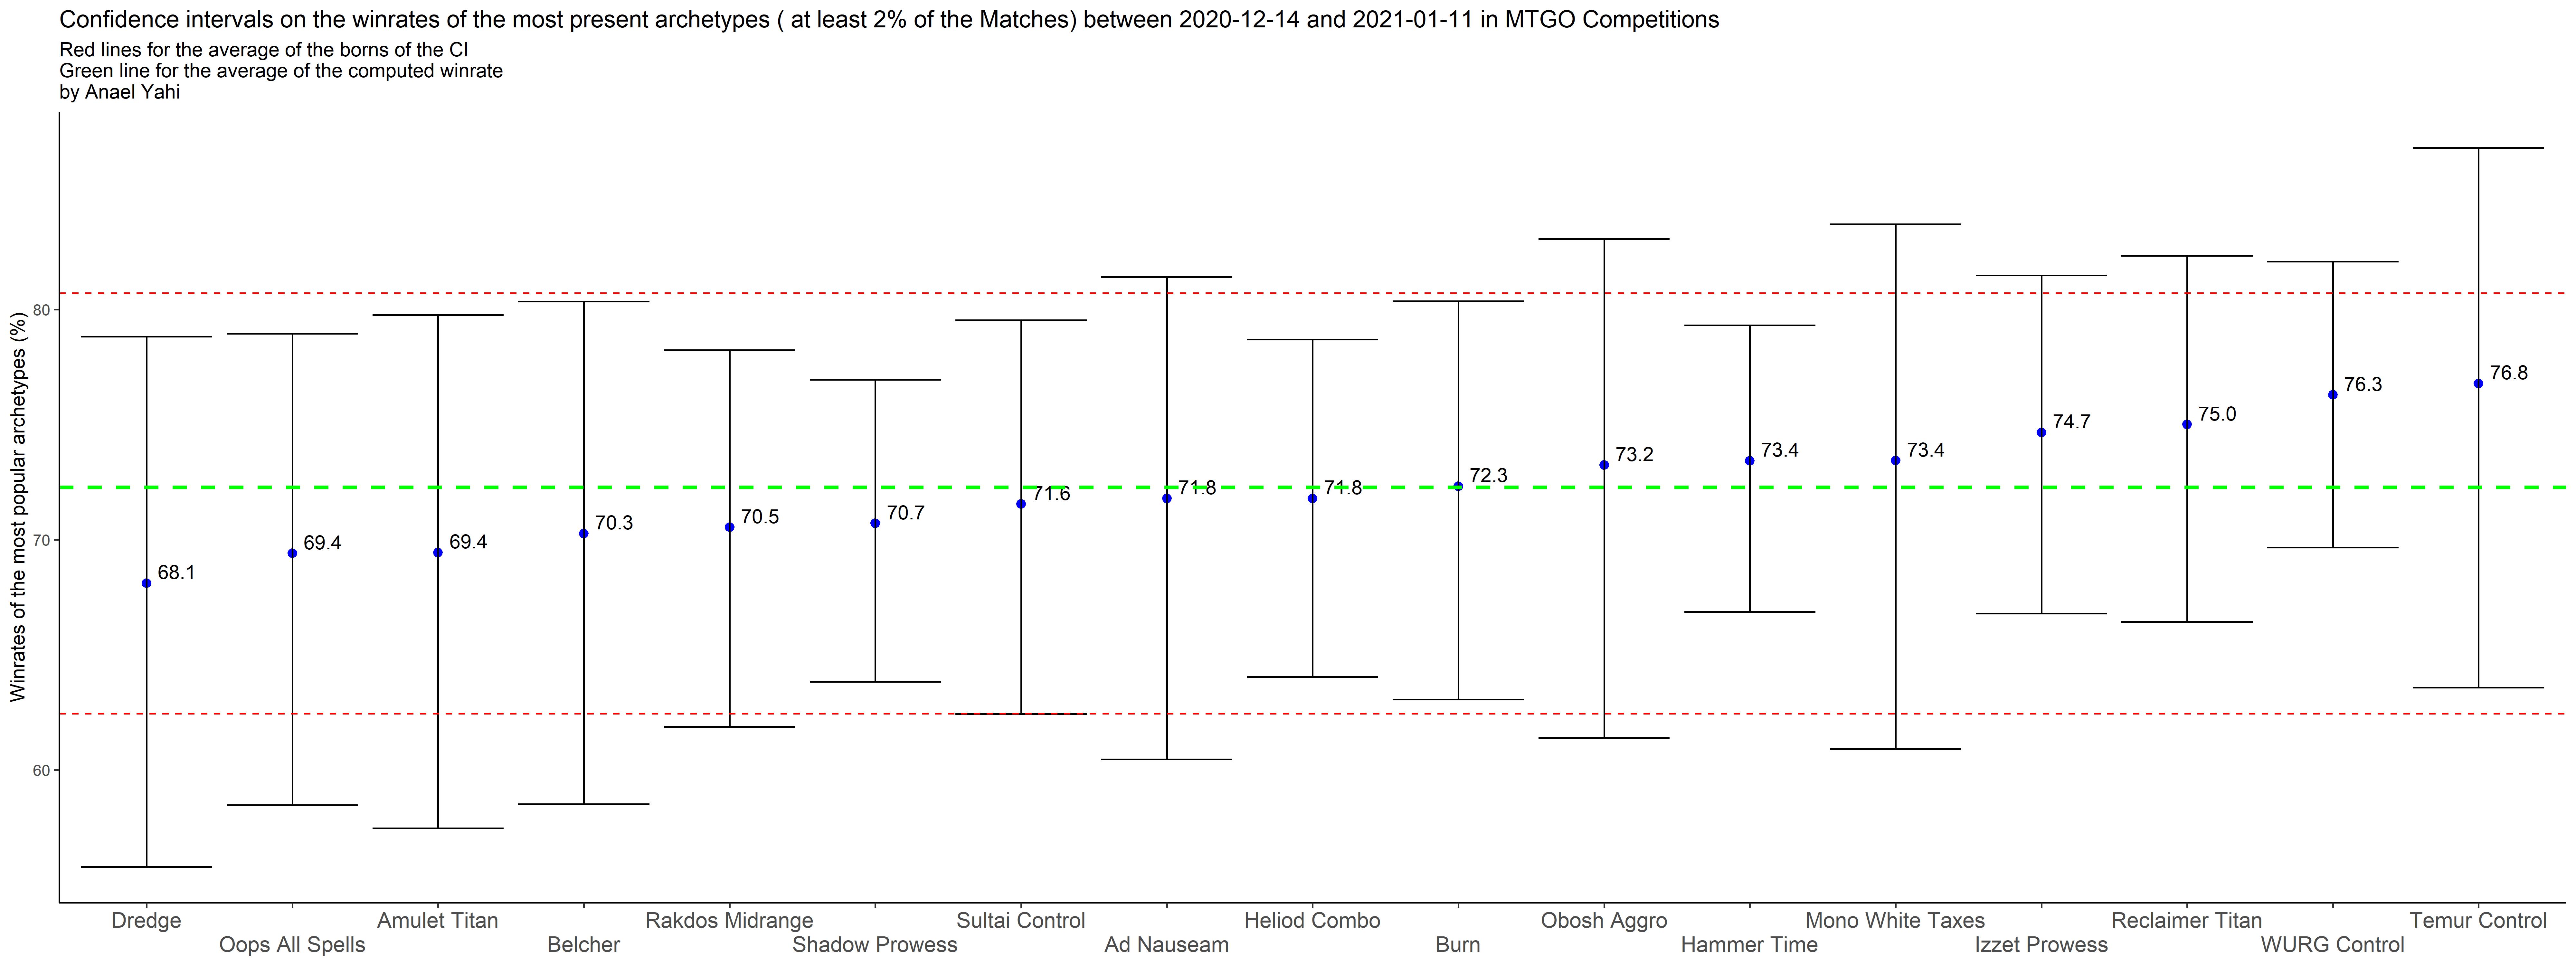 Confidence intervals on the winrates of the most present archetypes ( at least 2% of the Matches) between 2020-12-14 and 2021-01-11 in MTGO Competitions
Red lines for the average of the borns of the CI
Green line for the average of the computed winrate
by Anael Yahi
Winrates of the most popular archetypes (%)
80
70
60
68.1
69.4
69.4
70.3
70.5
70.7
71.6
71.8
71.8
72.3
73.2
73.4
73.4
74.7
75.0
76.3
76.8
Dredge
Oops All Spells
Amulet Titan
Belcher
Rakdos Midrange
Shadow Prowess
Sultai Control
Ad Nauseam
Heliod Combo
Burn
Obosh Aggro
Hammer Time
Mono White Taxes
Izzet Prowess
Reclaimer Titan
WURG Control
Temur Control